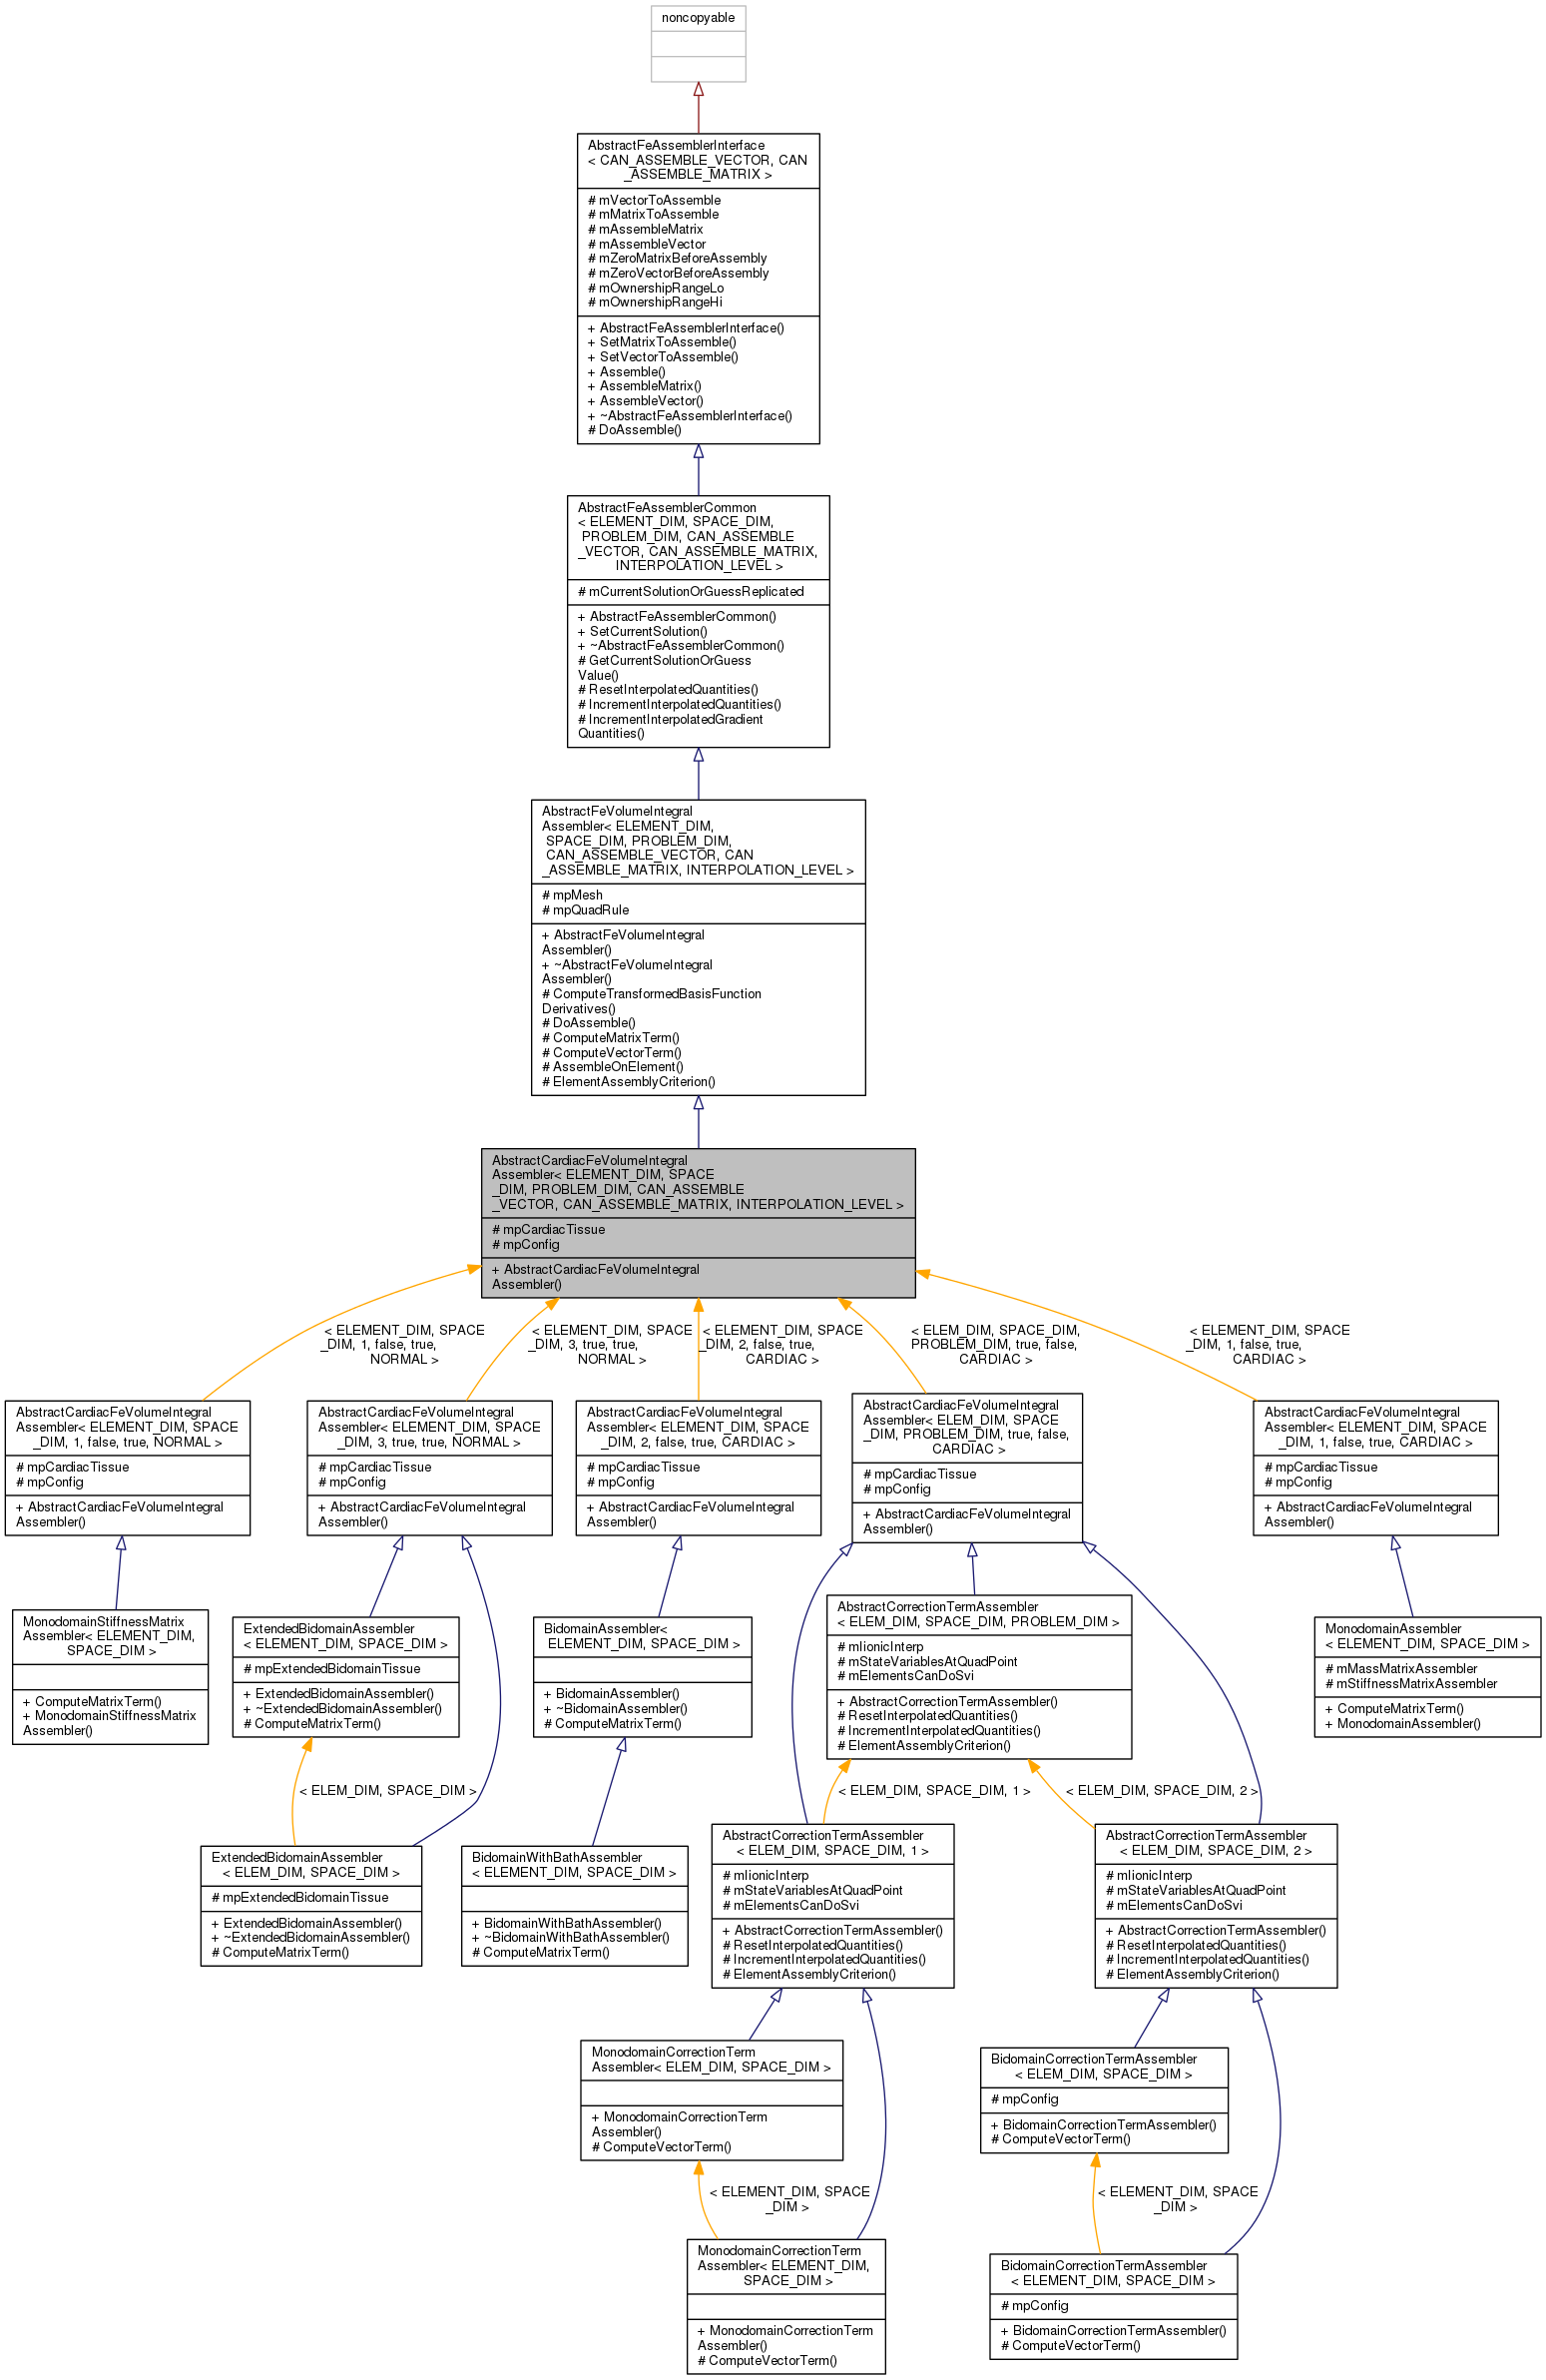 noncopyable
AbstractFeAssemblerInterface
< CAN_ASSEMBLE_VECTOR, CAN
_ASSEMBLE_MATRIX >
# mVectorToAssemble
# mMatrixToAssemble
# mAssembleMatrix
# mAssembleVector
# mZeroMatrixBeforeAssembly
# mZeroVectorBeforeAssembly
# mOwnershipRangeLo
# mOwnershipRangeHi
+ AbstractFeAssemblerInterface()
+ SetMatrixToAssemble()
+ SetVectorToAssemble()
+ Assemble()
+ AssembleMatrix()
+ AssembleVector()
+ ~AbstractFeAssemblerInterface()
# DoAssemble()
AbstractFeAssemblerCommon
< ELEMENT_DIM, SPACE_DIM,
PROBLEM_DIM, CAN_ASSEMBLE
_VECTOR, CAN_ASSEMBLE_MATRIX,
INTERPOLATION_LEVEL >
# mCurrentSolutionOrGuessReplicated
+ AbstractFeAssemblerCommon()
+ SetCurrentSolution()
+ ~AbstractFeAssemblerCommon()
# GetCurrentSolutionOrGuess
Value()
# ResetInterpolatedQuantities()
# IncrementInterpolatedQuantities()
# IncrementInterpolatedGradient
Quantities()
AbstractFeVolumeIntegral
Assembler< ELEMENT_DIM,
SPACE_DIM, PROBLEM_DIM,
CAN_ASSEMBLE_VECTOR, CAN
_ASSEMBLE_MATRIX, INTERPOLATION_LEVEL >
# mpMesh
# mpQuadRule
+ AbstractFeVolumeIntegral
Assembler()
+ ~AbstractFeVolumeIntegral
Assembler()
# ComputeTransformedBasisFunction
Derivatives()
# DoAssemble()
# ComputeMatrixTerm()
# ComputeVectorTerm()
# AssembleOnElement()
# ElementAssemblyCriterion()
AbstractCardiacFeVolumeIntegral
Assembler< ELEMENT_DIM, SPACE
_DIM, PROBLEM_DIM, CAN_ASSEMBLE
_VECTOR, CAN_ASSEMBLE_MATRIX, INTERPOLATION_LEVEL >
# mpCardiacTissue
# mpConfig
+ AbstractCardiacFeVolumeIntegral
Assembler()
< ELEMENT_DIM, SPACE
_DIM, 1, false, true,
NORMAL >
< ELEMENT_DIM, SPACE
_DIM, 3, true, true,
NORMAL >
< ELEMENT_DIM, SPACE
_DIM, 2, false, true,
CARDIAC >
< ELEM_DIM, SPACE_DIM,
PROBLEM_DIM, true, false,
CARDIAC >
< ELEMENT_DIM, SPACE
_DIM, 1, false, true,
CARDIAC >
AbstractCardiacFeVolumeIntegral
Assembler< ELEMENT_DIM, SPACE
_DIM, 1, false, true, NORMAL >
# mpCardiacTissue
# mpConfig
+ AbstractCardiacFeVolumeIntegral
Assembler()
AbstractCardiacFeVolumeIntegral
Assembler< ELEMENT_DIM, SPACE
_DIM, 3, true, true, NORMAL >
# mpCardiacTissue
# mpConfig
+ AbstractCardiacFeVolumeIntegral
Assembler()
AbstractCardiacFeVolumeIntegral
Assembler< ELEMENT_DIM, SPACE
_DIM, 2, false, true, CARDIAC >
# mpCardiacTissue
# mpConfig
+ AbstractCardiacFeVolumeIntegral
Assembler()
AbstractCardiacFeVolumeIntegral
Assembler< ELEM_DIM, SPACE
_DIM, PROBLEM_DIM, true, false,
CARDIAC >
# mpCardiacTissue
# mpConfig
+ AbstractCardiacFeVolumeIntegral
Assembler()
AbstractCardiacFeVolumeIntegral
Assembler< ELEMENT_DIM, SPACE
_DIM, 1, false, true, CARDIAC >
# mpCardiacTissue
# mpConfig
+ AbstractCardiacFeVolumeIntegral
Assembler()
MonodomainStiffnessMatrix
Assembler< ELEMENT_DIM,
SPACE_DIM >
+ ComputeMatrixTerm()
+ MonodomainStiffnessMatrix
Assembler()
ExtendedBidomainAssembler
< ELEMENT_DIM, SPACE_DIM >
# mpExtendedBidomainTissue
+ ExtendedBidomainAssembler()
+ ~ExtendedBidomainAssembler()
# ComputeMatrixTerm()
BidomainAssembler<
ELEMENT_DIM, SPACE_DIM >
+ BidomainAssembler()
+ ~BidomainAssembler()
# ComputeMatrixTerm()
AbstractCorrectionTermAssembler
< ELEM_DIM, SPACE_DIM, PROBLEM_DIM >
# mIionicInterp
# mStateVariablesAtQuadPoint
# mElementsCanDoSvi
+ AbstractCorrectionTermAssembler()
# ResetInterpolatedQuantities()
# IncrementInterpolatedQuantities()
# ElementAssemblyCriterion()
MonodomainAssembler
< ELEMENT_DIM, SPACE_DIM >
# mMassMatrixAssembler
# mStiffnessMatrixAssembler
+ ComputeMatrixTerm()
+ MonodomainAssembler()
< ELEM_DIM, SPACE_DIM >
< ELEM_DIM, SPACE_DIM, 1 >
< ELEM_DIM, SPACE_DIM, 2 >
ExtendedBidomainAssembler
< ELEM_DIM, SPACE_DIM >
# mpExtendedBidomainTissue
+ ExtendedBidomainAssembler()
+ ~ExtendedBidomainAssembler()
# ComputeMatrixTerm()
BidomainWithBathAssembler
< ELEMENT_DIM, SPACE_DIM >
+ BidomainWithBathAssembler()
+ ~BidomainWithBathAssembler()
# ComputeMatrixTerm()
AbstractCorrectionTermAssembler
< ELEM_DIM, SPACE_DIM, 1 >
# mIionicInterp
# mStateVariablesAtQuadPoint
# mElementsCanDoSvi
+ AbstractCorrectionTermAssembler()
# ResetInterpolatedQuantities()
# IncrementInterpolatedQuantities()
# ElementAssemblyCriterion()
AbstractCorrectionTermAssembler
< ELEM_DIM, SPACE_DIM, 2 >
# mIionicInterp
# mStateVariablesAtQuadPoint
# mElementsCanDoSvi
+ AbstractCorrectionTermAssembler()
# ResetInterpolatedQuantities()
# IncrementInterpolatedQuantities()
# ElementAssemblyCriterion()
MonodomainCorrectionTerm
Assembler< ELEM_DIM, SPACE_DIM >
+ MonodomainCorrectionTerm
Assembler()
# ComputeVectorTerm()
BidomainCorrectionTermAssembler
< ELEM_DIM, SPACE_DIM >
# mpConfig
+ BidomainCorrectionTermAssembler()
# ComputeVectorTerm()
< ELEMENT_DIM, SPACE
_DIM >
< ELEMENT_DIM, SPACE
_DIM >
MonodomainCorrectionTerm
Assembler< ELEMENT_DIM,
SPACE_DIM >
+ MonodomainCorrectionTerm
Assembler()
# ComputeVectorTerm()
BidomainCorrectionTermAssembler
< ELEMENT_DIM, SPACE_DIM >
# mpConfig
+ BidomainCorrectionTermAssembler()
# ComputeVectorTerm()